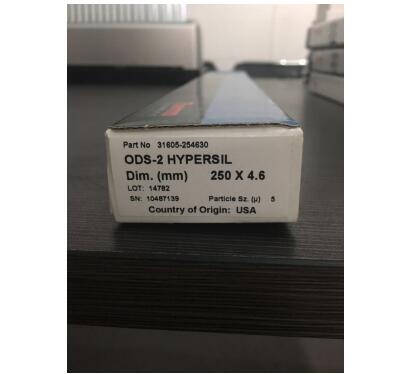 Part No 31605-254630
ODS-2 HYPERSIL
Dim. (mm) 250 X 4.6
LOT: 14782
SN: 10487139 Particle Sz. (µ) 5
Country of Origin: USA